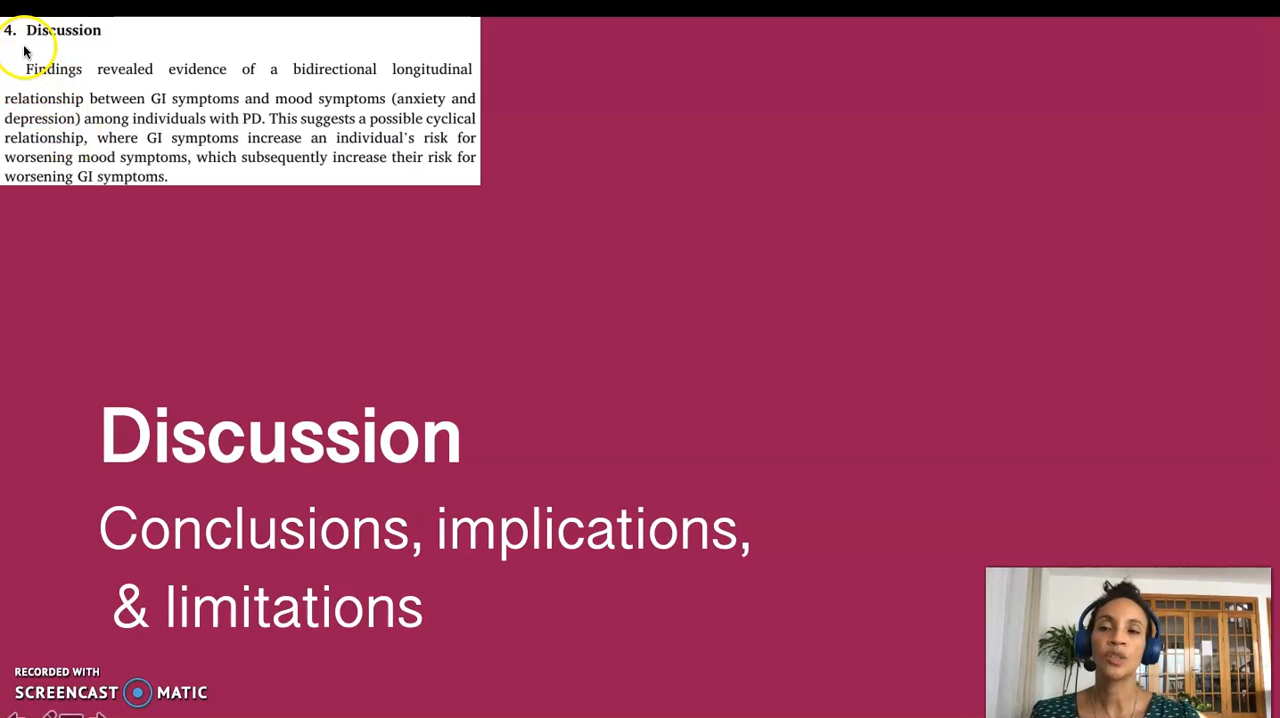 4. Discussion
Findings revealed evidence of a bidirectional longitudinal
relationship between GI symptoms and mood symptoms (anxiety and
depression) among individuals with PD. This suggests a possible cyclical
relationship, where GI symptoms increase an individual's risk for
worsening mood symptoms, which subsequently increase their risk for
worsening GI symptoms.
Discussion
Conclusions, implications,
& limitations
RECORDED WITH
SCREENCAST MATIC